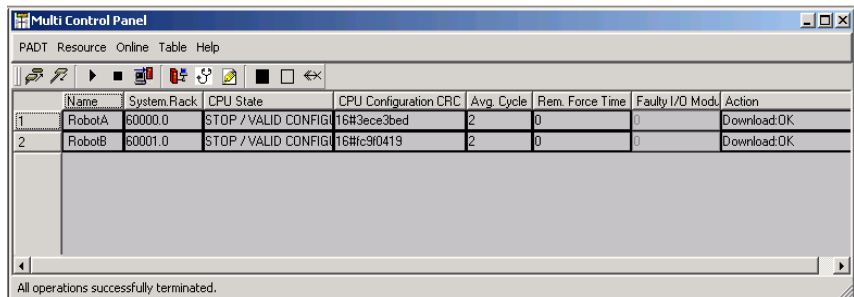 Multi Control Panel
PADT Resource Online Table Help
Name System.Rack CPU State CPU Configuration CRC Avg. Cycle Rem. Force Time Faulty I/O Modu Action
1 RobotA 60000.0 STOP / VALID CONFIGU 16#3ece3bed 2 0 0 Download:OK
2 RobotB 60001.0 STOP / VALID CONFIGU 16#fc9f0419 2 0 0 Download:OK
All operations successfully terminated.